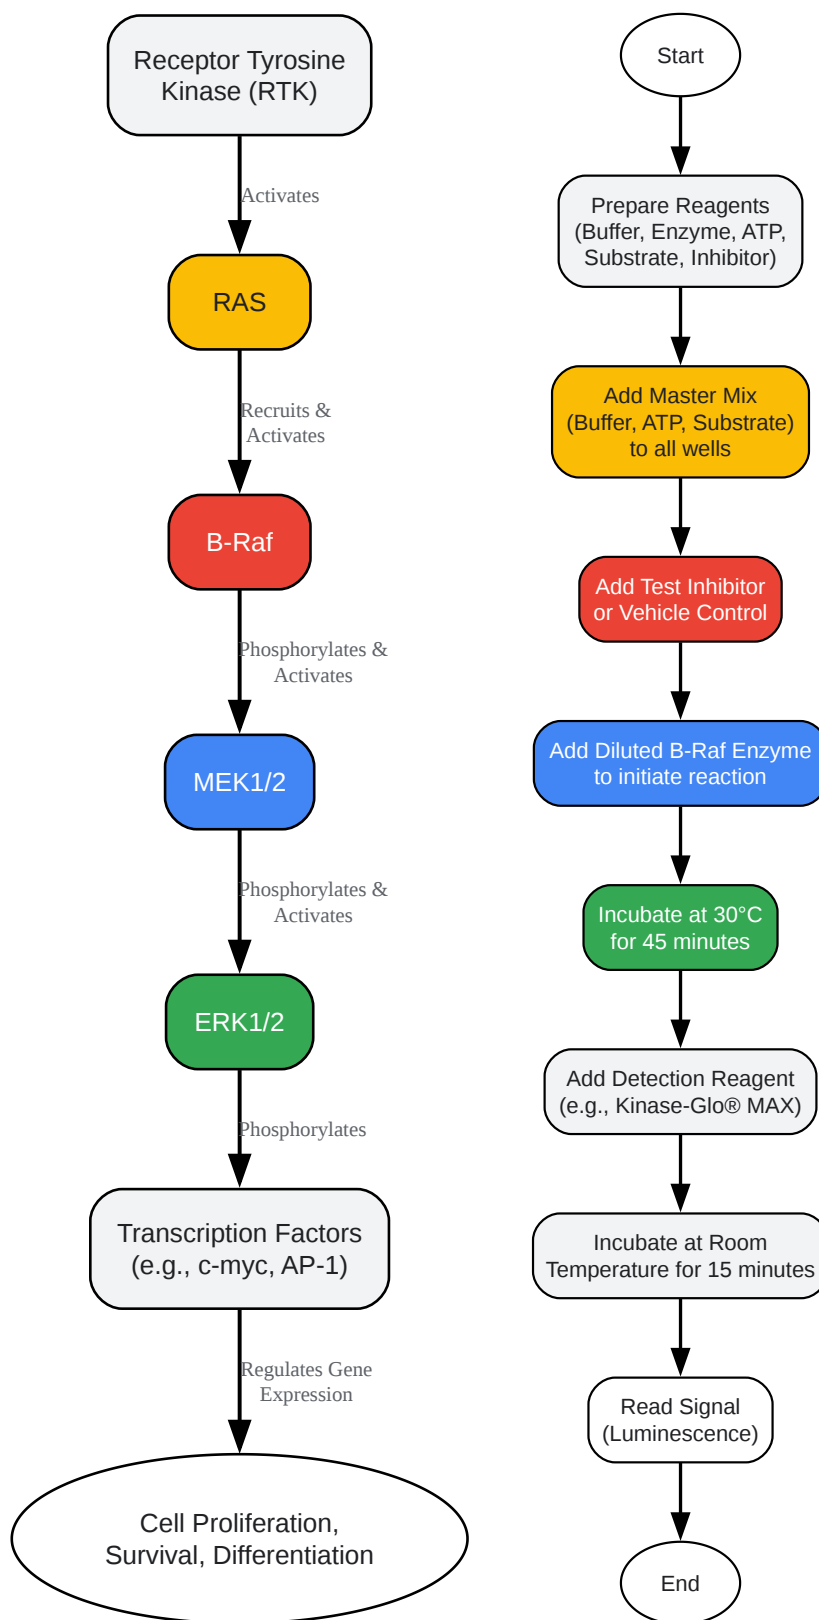 Receptor Tyrosine
Kinase (RTK)
Activates
RAS
Recruits &
Activates
B-Raf
Phosphorylates &
Activates
MEK1/2
Phosphorylates &
Activates
ERK1/2
Phosphorylates
Transcription Factors
(e.g., c-myc, AP-1)
Regulates Gene
Expression
Cell Proliferation,
Survival, Differentiation
Start
Prepare Reagents
(Buffer, Enzyme, ATP,
Substrate, Inhibitor)
Add Master Mix
(Buffer, ATP, Substrate)
to all wells
Add Test Inhibitor
or Vehicle Control
Add Diluted B-Raf Enzyme
to initiate reaction
Incubate at 30°C
for 45 minutes
Add Detection Reagent
(e.g., Kinase-Glo® MAX)
Incubate at Room
Temperature for 15 minutes
Read Signal
(Luminescence)
End